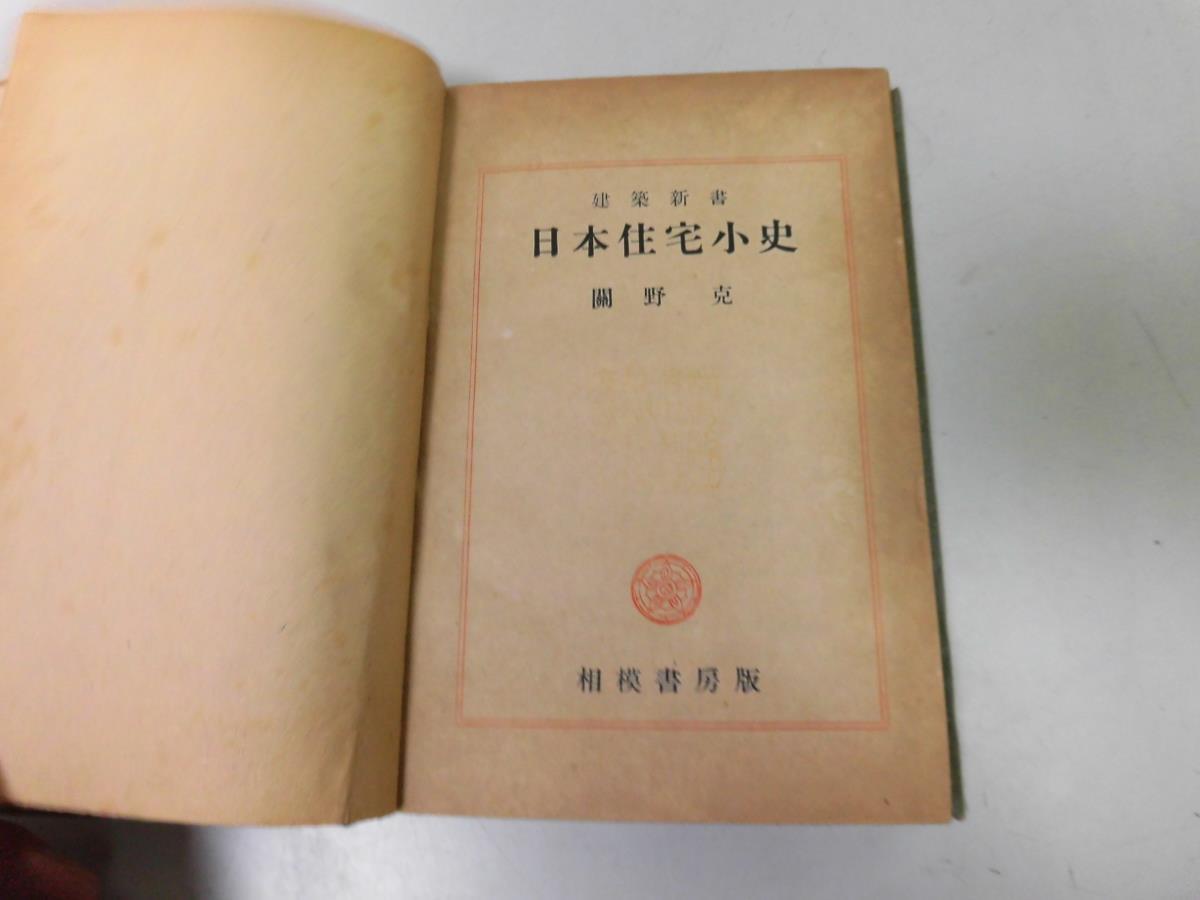 建築新書
日本住宅小史
關野 克
相模書房版